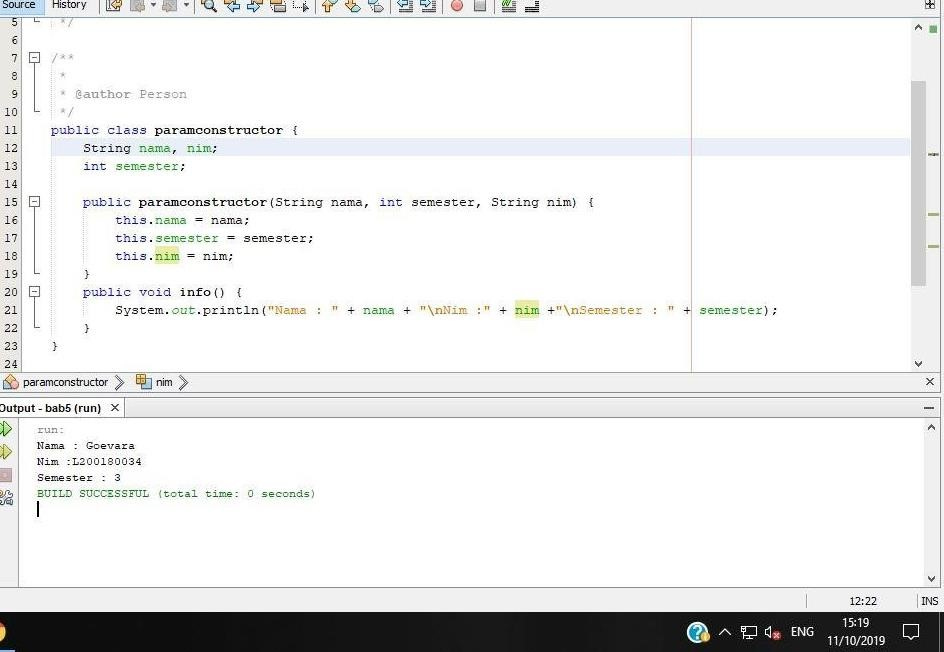 Source History
5 */
6
7 /**
8 *
9 * @author Person
10 */
11 public class paramconstructor {
12 String nama, nim;
13 int semester;
14
15 public paramconstructor(String nama, int semester, String nim) {
16 this.nama = nama;
17 this.semester = semester;
18 this.nim = nim;
19 }
20 public void info() {
21 System.out.println("Nama : " + nama + "\nNim :" + nim +"\nSemester : " + semester);
22 }
23 }
24
paramconstructor nim
Output - bab5 (run)
run:
Nama : Goevara
Nim :L200180034
Semester : 3
BUILD SUCCESSFUL (total time: 0 seconds)
12:22 INS
ENG 15:19
11/10/2019